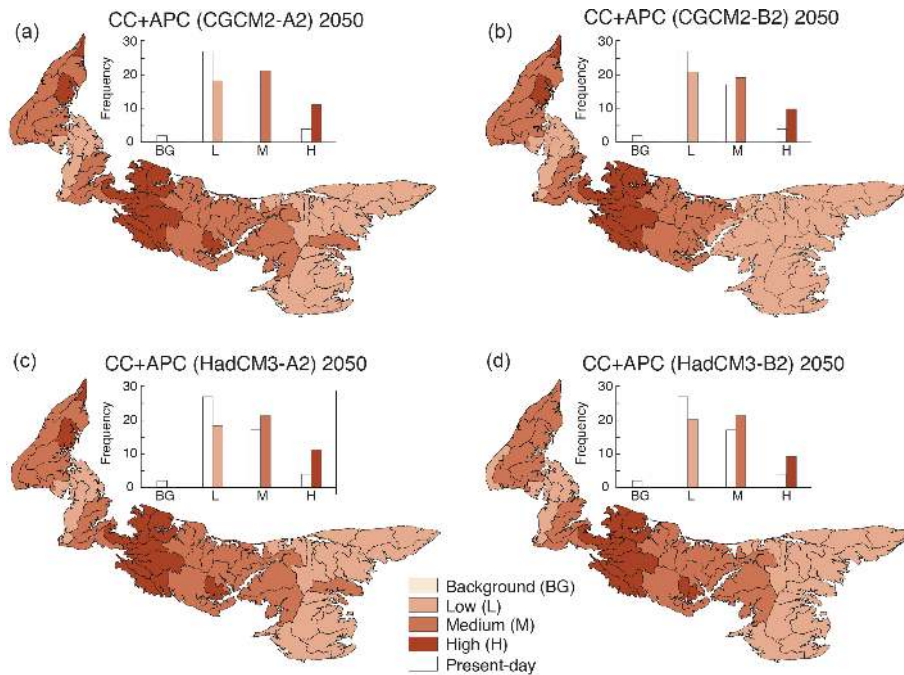 (a) CC+APC (CGCM2-A2) 2050
30
20
10
0
Frequency
BG L M H
(b) CC+APC (CGCM2-B2) 2050
30
20
10
0
Frequency
BG L M H
(c) CC+APC (HadCM3-A2) 2050
30
20
10
0
Frequency
BG L M H
(d) CC+APC (HadCM3-B2) 2050
30
20
10
0
Frequency
BG L M H
Background (BG)
Low (L)
Medium (M)
High (H)
Present-day